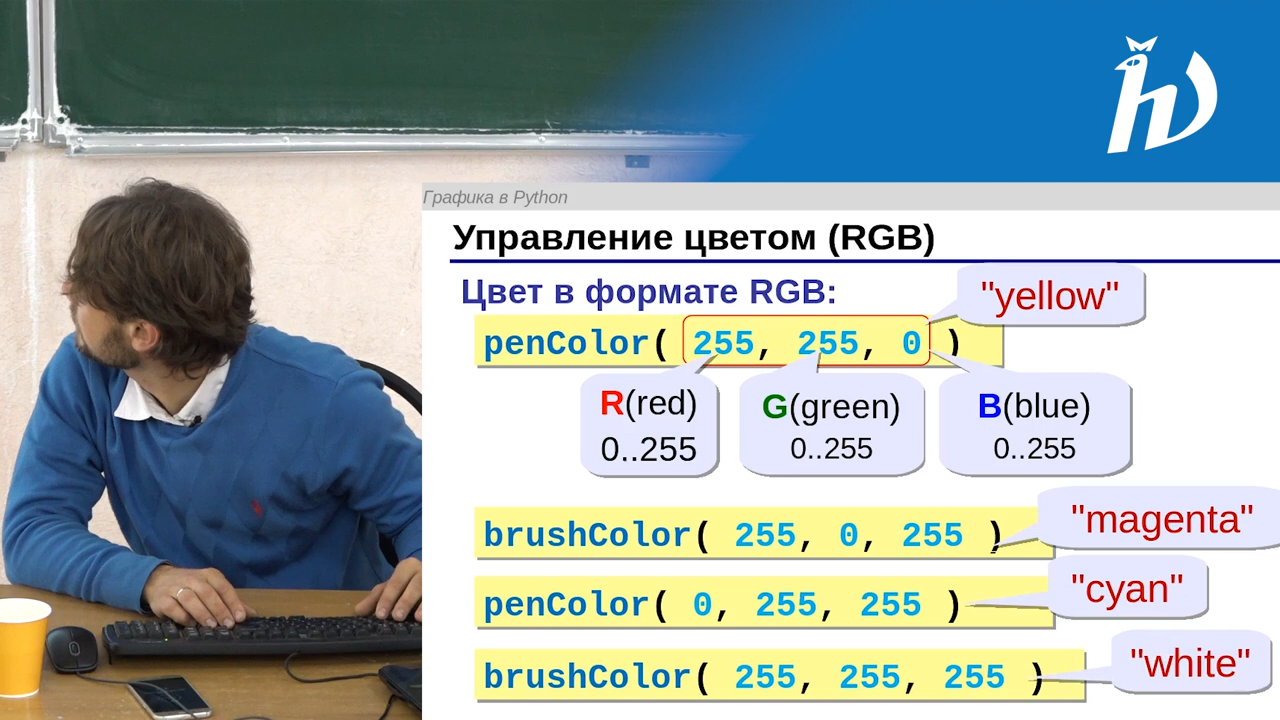 Графика в Python
Управление цветом (RGB)
Цвет в формате RGB:
"yellow"
penColor( 255, 255, 0 )
R(red)
0..255
G(green)
0..255
B(blue)
0..255
brushColor( 255, 0, 255 )
"magenta"
penColor( 0, 255, 255 )
"cyan"
brushColor( 255, 255, 255 )
"white"